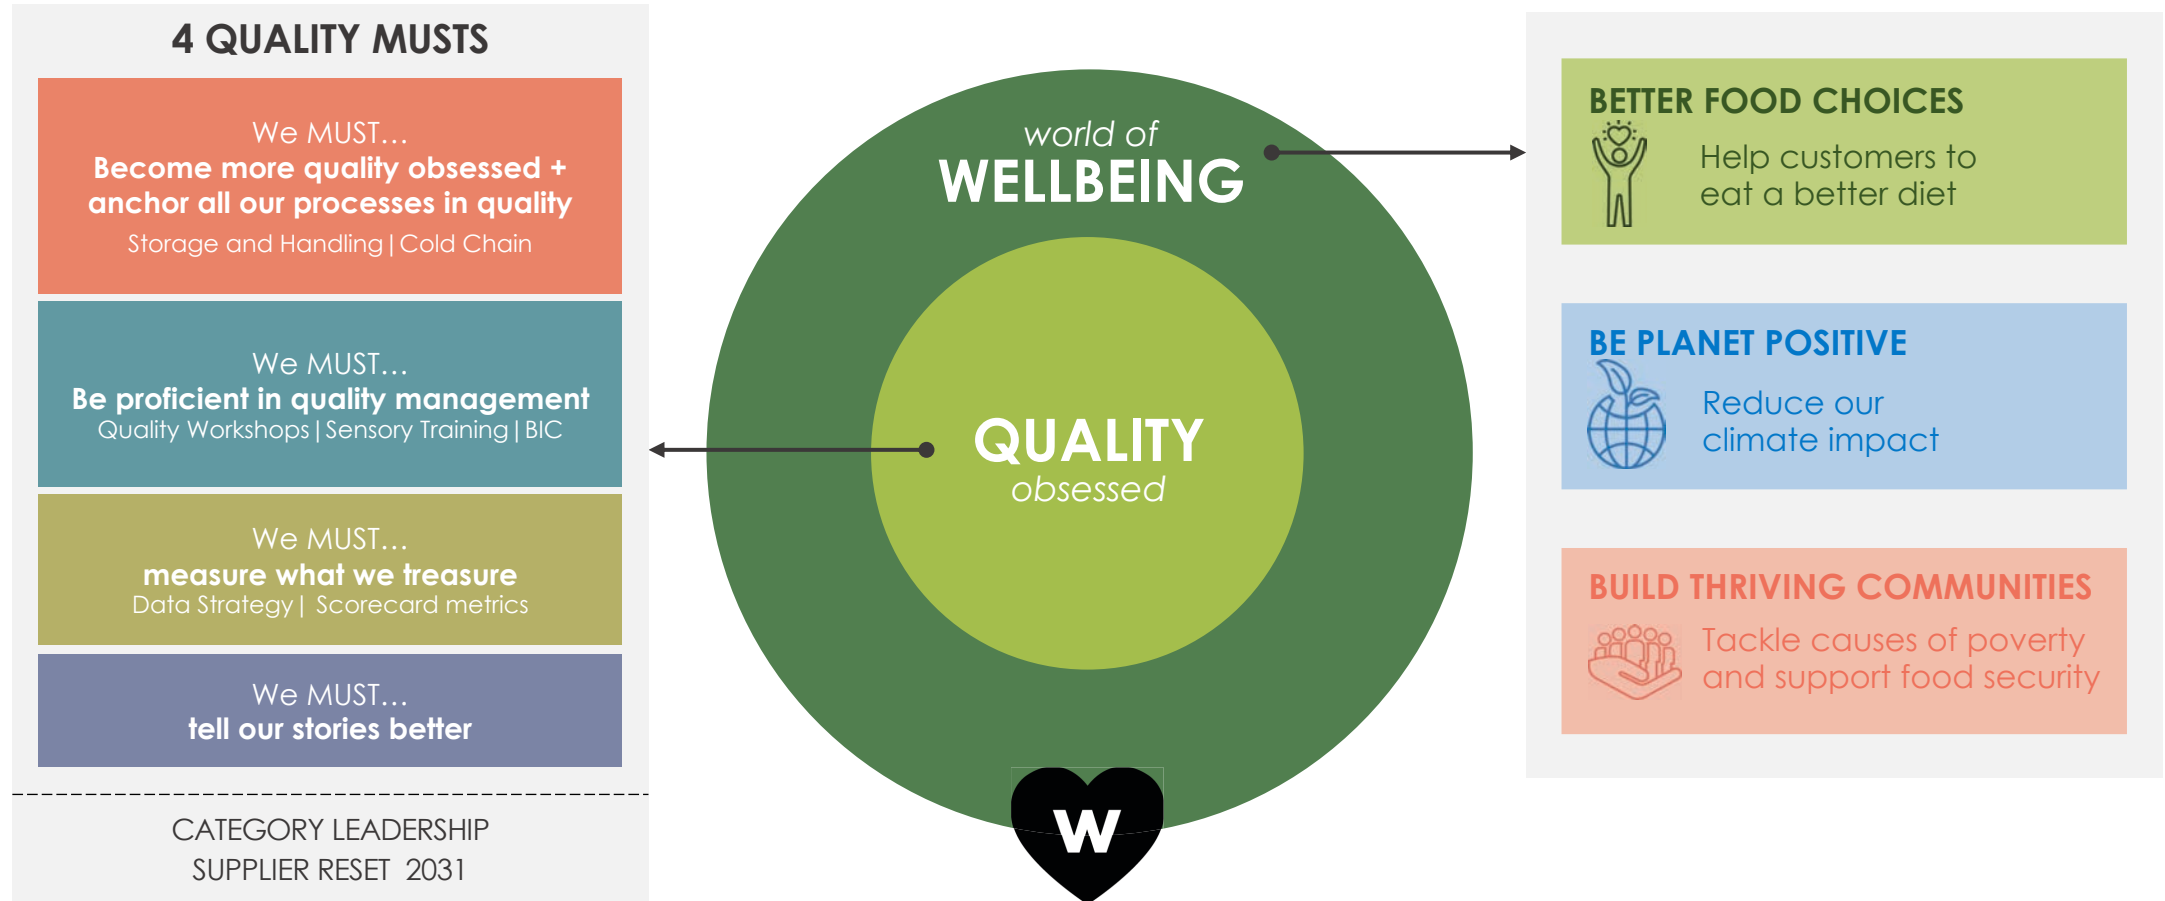 4 QUALITY MUSTS
We MUST...
Become more quality obsessed +
anchor all our processes in quality
Storage and Handling|Cold Chain
We MUST...
Be proficient in quality management
Quality Workshops|Sensory Training|BIC
We MUST...
measure what we treasure
Data Strategy| Scorecard metrics
We MUST...
tell our stories better
CATEGORY LEADERSHIP
SUPPLIER RESET 2031
world of
WELLBEING
QUALITY
obsessed
W
BETTER FOOD CHOICES
Help customers to
eat a better diet
BE PLANET POSITIVE
Reduce our
climate impact
BUILD THRIVING COMMUNITIES
Tackle causes of poverty
and support food security